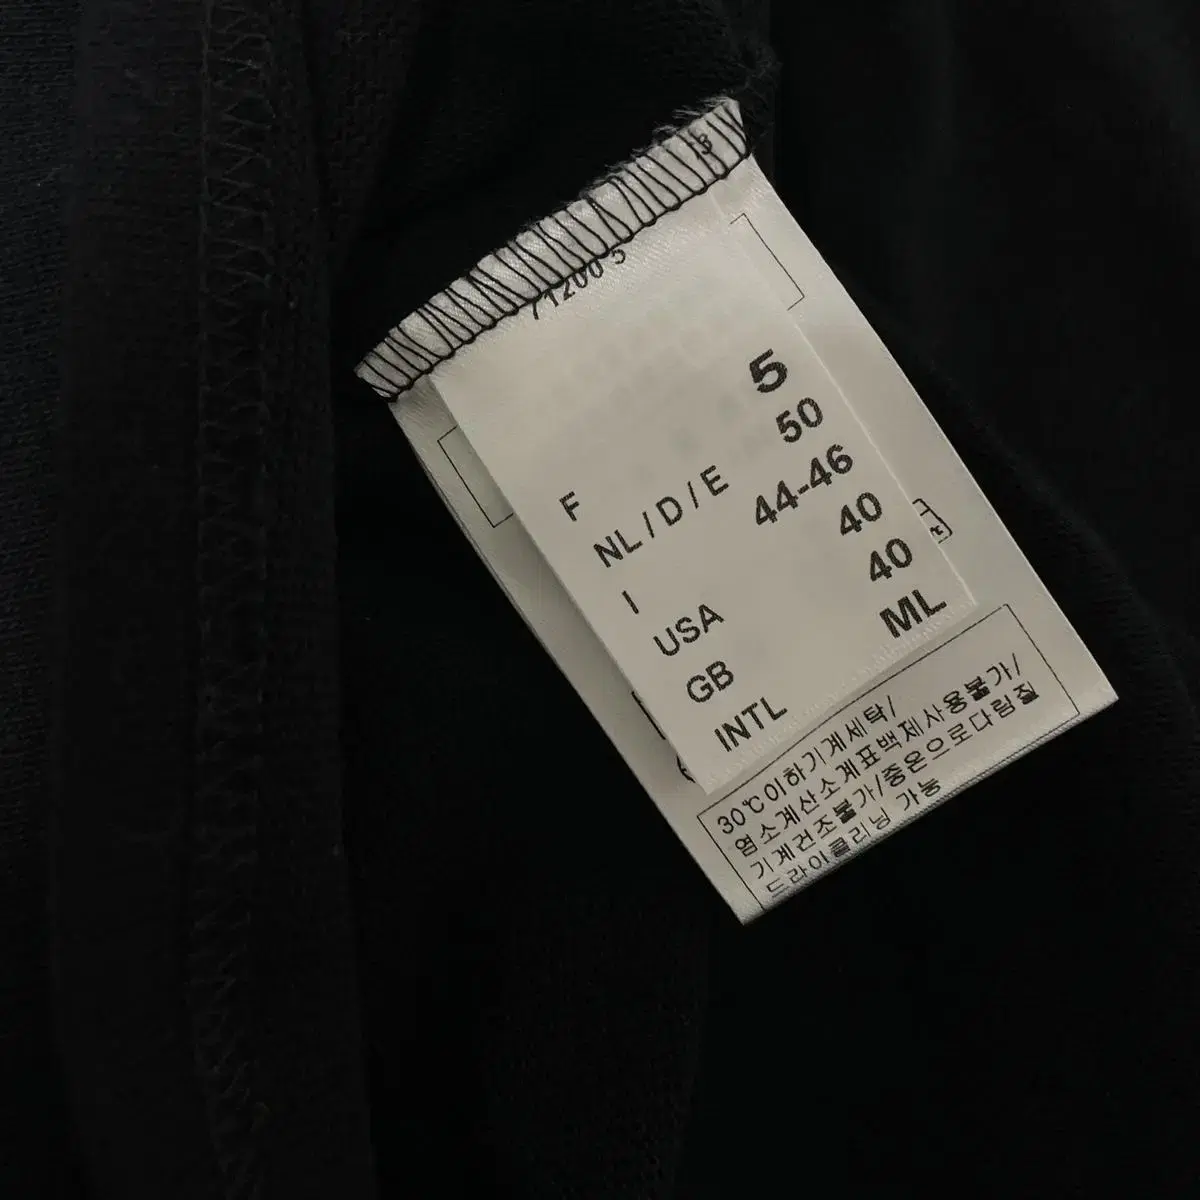 F 5
NL / D / E 50
I 44-46
USA 40
GB 40
INTL ML
30℃이하기계세탁/
염소계산소계표백제사용불가/
기계건조불가/중온으로다림질
드라이클리닝 가능